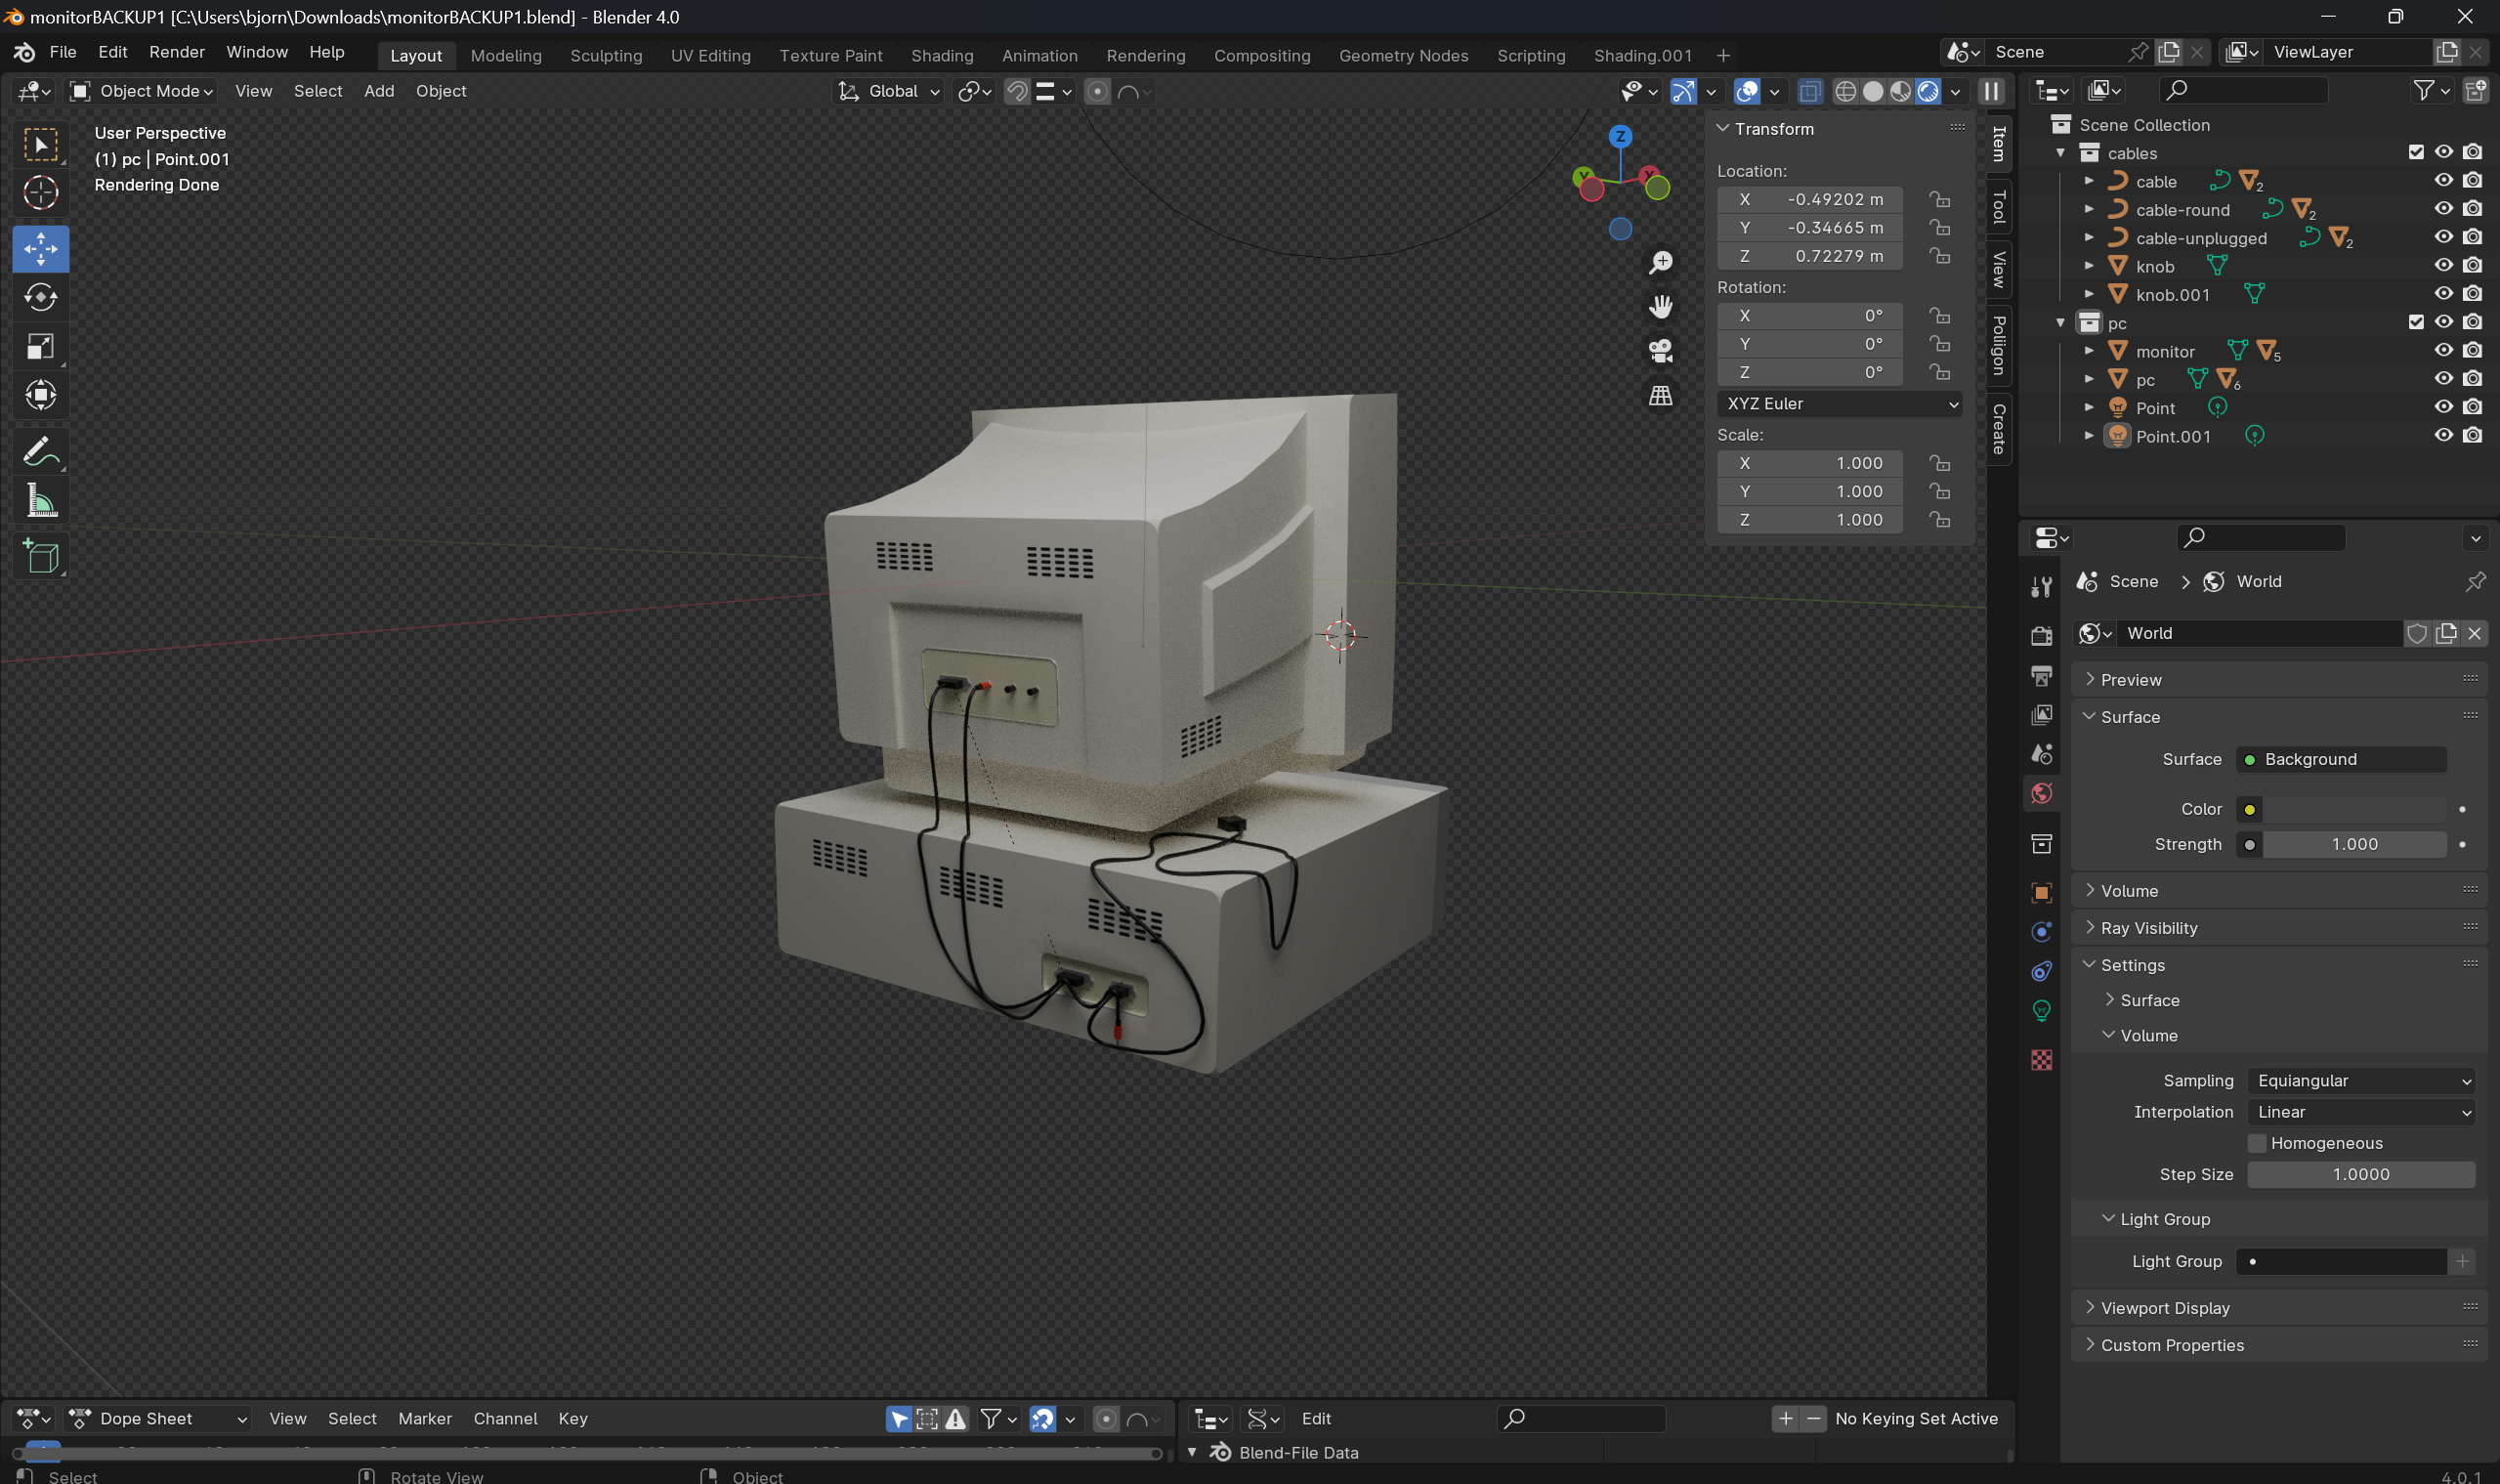 monitorBACKUP1 [C:\Users\bjorn\Downloads\monitorBACKUP1.blend] - Blender 4.0
File Edit Render Window Help Layout Modeling Sculpting UV Editing Texture Paint Shading Animation Rendering Compositing Geometry Nodes Scripting Shading.001 + Scene ViewLayer
Object Mode View Select Add Object Global
User Perspective
(1) pc | Point.001
Rendering Done
Z
Y
X
Transform
Location:
X -0.49202 m
Y -0.34665 m
Z 0.72279 m
Rotation:
X 0°
Y 0°
Z 0°
XYZ Euler
Scale:
X 1.000
Y 1.000
Z 1.000
Item
Tool
View
Poliigon
Create
Scene Collection
cables
cable 2
cable-round 2
cable-unplugged 2
knob
knob.001
pc
monitor 5
pc 6
Point
Point.001
Scene > World
World
Preview
Surface
Surface Background
Color
Strength 1.000
Volume
Ray Visibility
Settings
Surface
Volume
Sampling Equiangular
Interpolation Linear
Homogeneous
Step Size 1.0000
Light Group
Light Group
Viewport Display
Custom Properties
Dope Sheet View Select Marker Channel Key
Edit No Keying Set Active
Blend-File Data
Select Rotate View Object 4.0.1